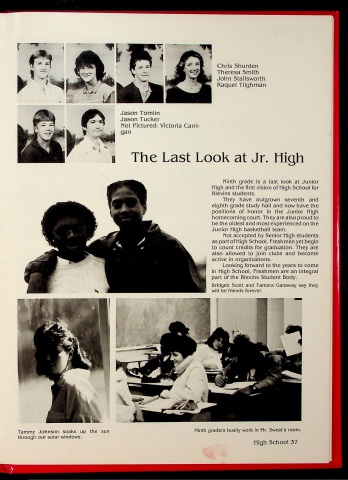 Chris Shurden
Theresa Smith
John Stallsworth
Raquel Tilghman
Jason Tomlin
Jason Tucker
Not Pictured: Victoria Carri-
gan
The Last Look at Jr. High
Ninth grade is a last look at Junior
High and the first vision of High School for
Blevins students.
They have outgrown seventh and
eighth grade study hall and now have the
positions of honor in the Junior High
homecoming court. They are also proud to
be the oldest and most experienced on the
Junior High basketball team.
Not accepted by Senior High students
as part of High School, Freshmen yet begin
to count credits for graduation. They are
also allowed to join clubs and become
active in organizations.
Looking forward to the years to come
in High School, Freshmen are an integral
part of the Blevins Student Body.
Bridgett Scott and Tamara Ganaway say they
will be friends forever.
Tammy Johnson soaks up the sun
through our solar windows.
Ninth graders busily work in Mr. Sweat's room.
High School 37